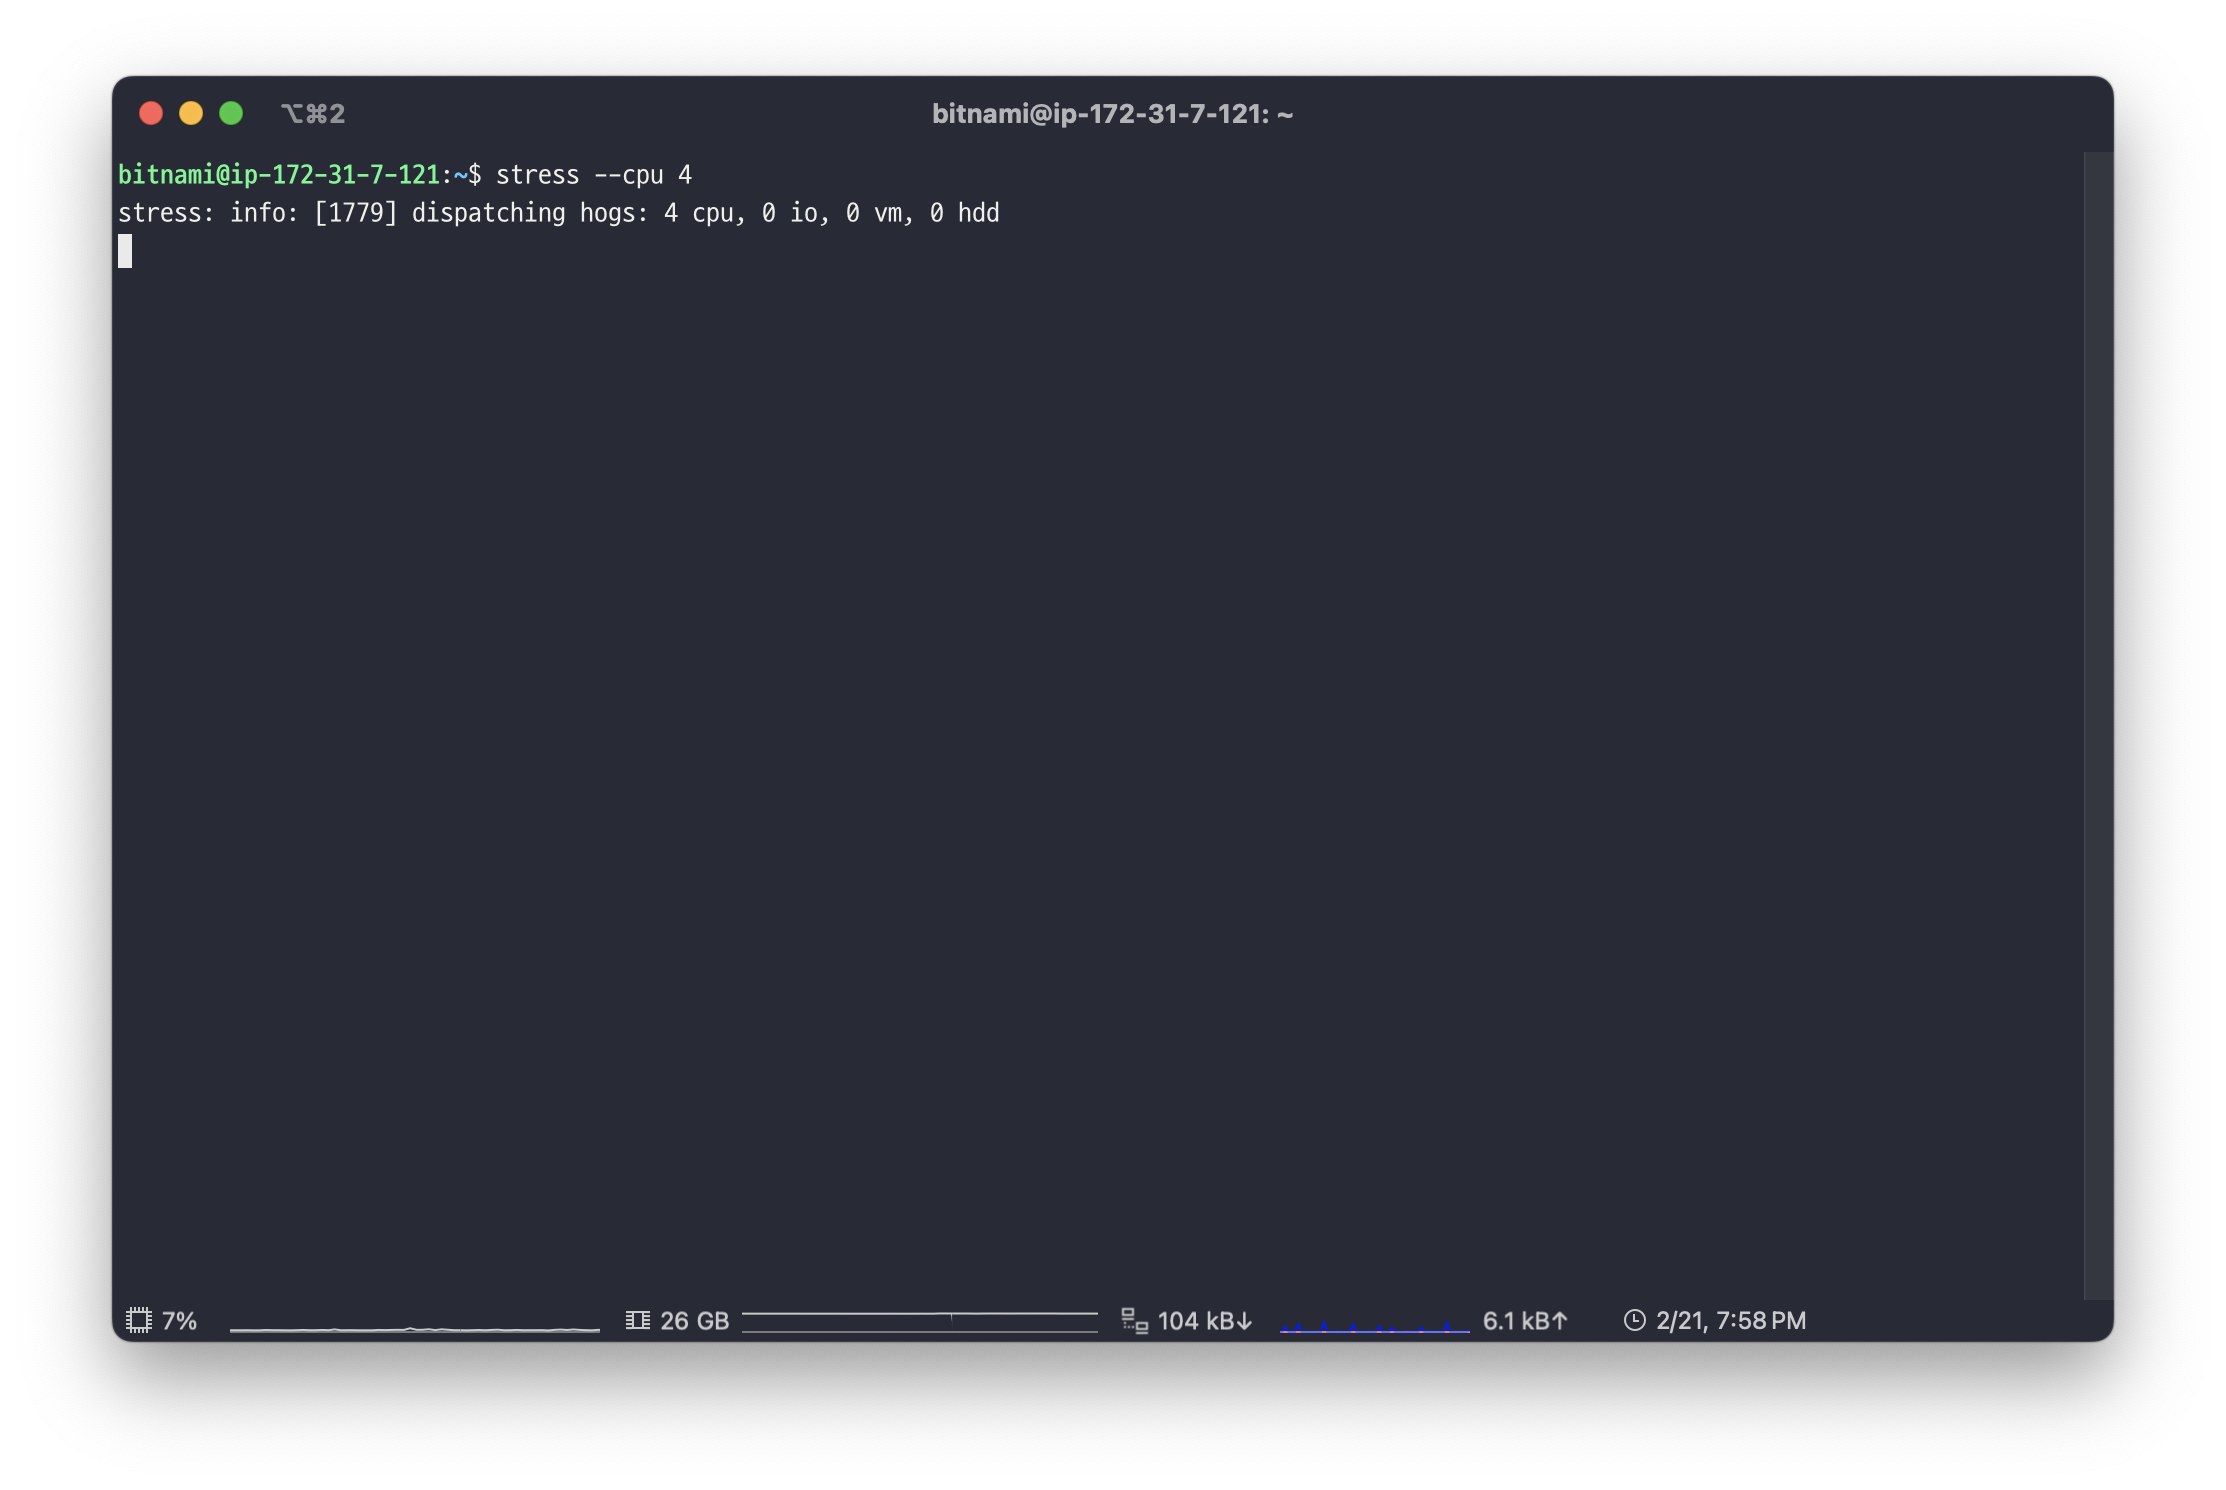 ⌥⌘2
bitnami@ip-172-31-7-121: ~
bitnami@ip-172-31-7-121:~$ stress --cpu 4
stress: info: [1779] dispatching hogs: 4 cpu, 0 io, 0 vm, 0 hdd
7% 26 GB 104 kB↓ 6.1 kB↑ 2/21, 7:58 PM